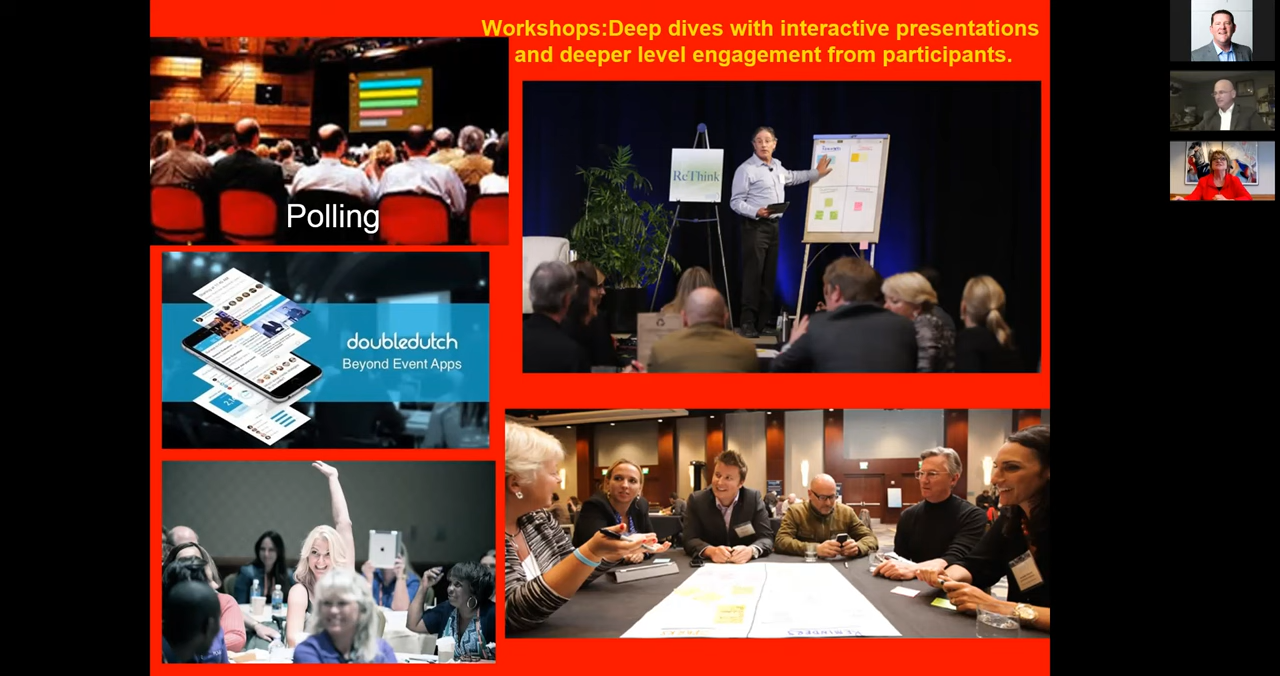 Workshops:Deep dives with interactive presentations
and deeper level engagement from participants.
Polling
ReThink
doubledutch
Beyond Event Apps